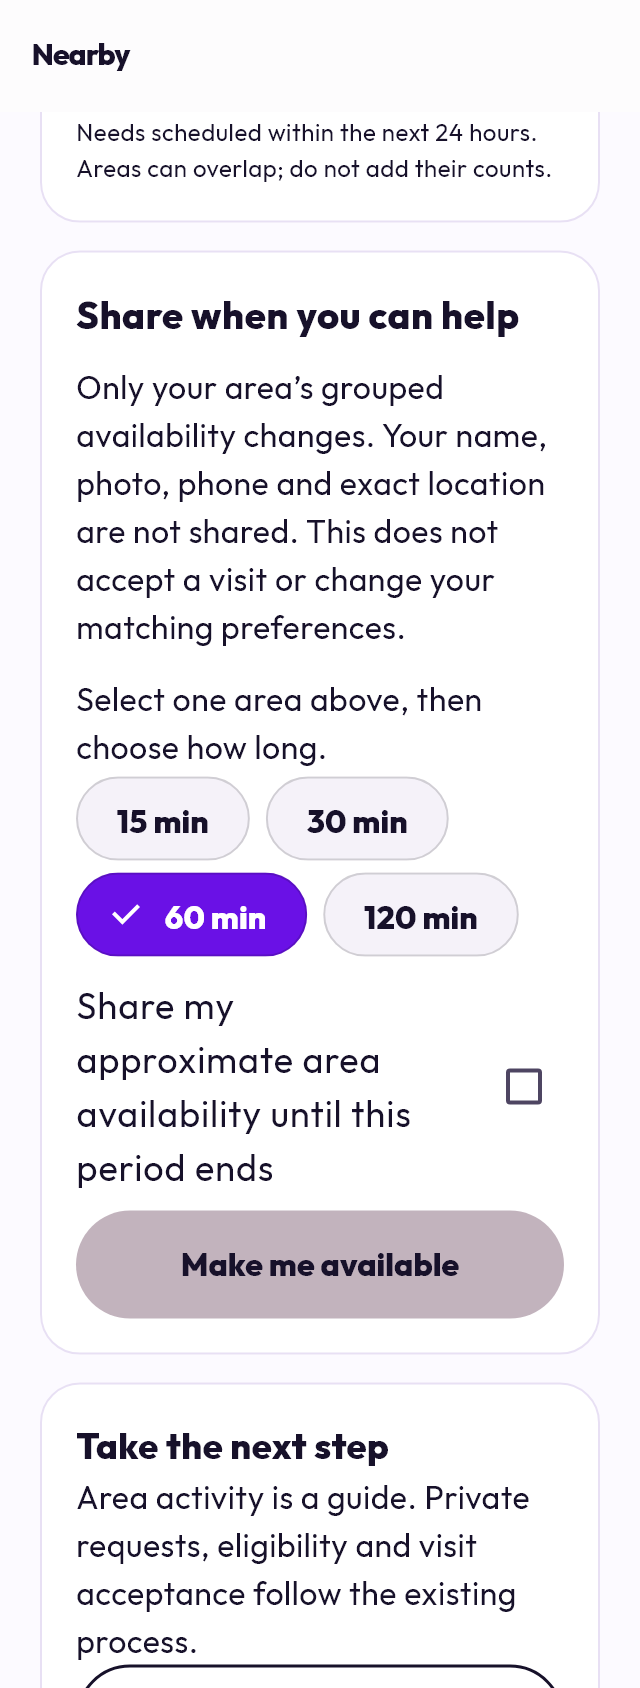 Nearby
Needs scheduled within the next 24 hours.
Areas can overlap; do not add their counts.
Share when you can help
Only your area’s grouped
availability changes. Your name,
photo, phone and exact location
are not shared. This does not
accept a visit or change your
matching preferences.
Select one area above, then
choose how long.
15 min
30 min
60 min
120 min
Share my
approximate area
availability until this
period ends
Make me available
Take the next step
Area activity is a guide. Private
requests, eligibility and visit
acceptance follow the existing
process.